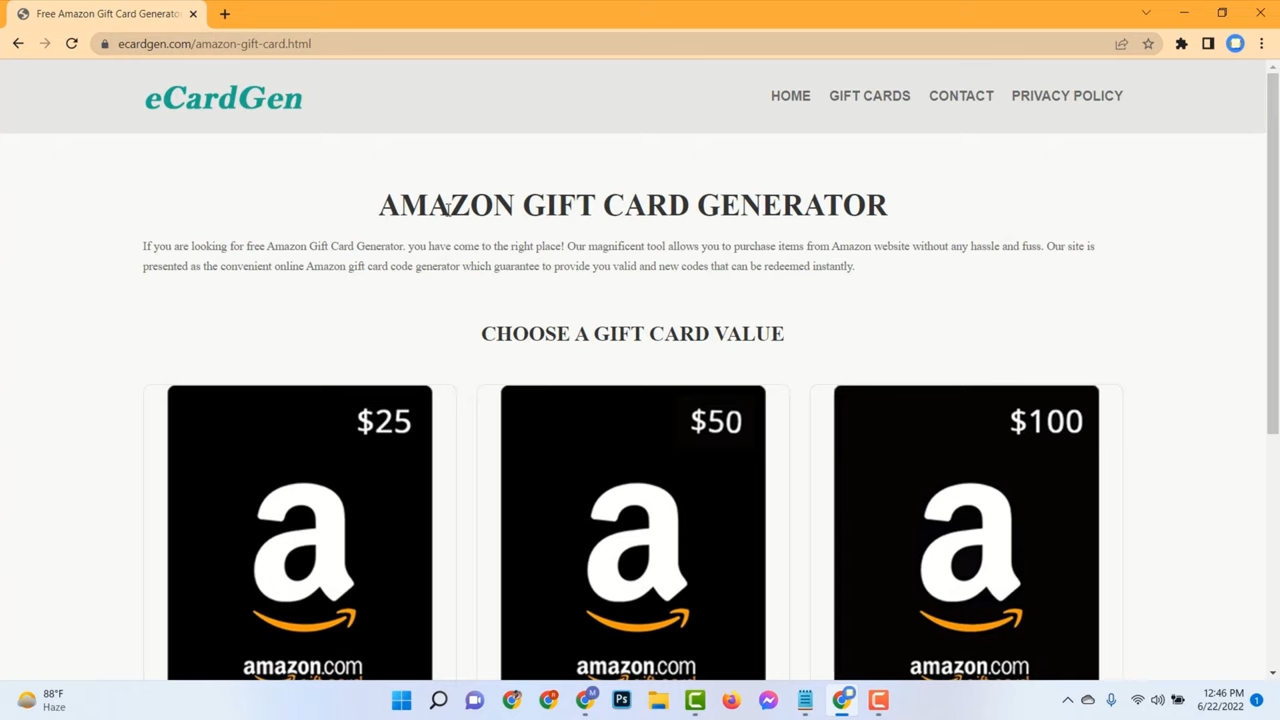 Free Amazon Gift Card Generato
ecardgen.com/amazon-gift-card.html
eCardGen
HOME GIFT CARDS CONTACT PRIVACY POLICY
AMAZON GIFT CARD GENERATOR
If you are looking for free Amazon Gift Card Generator. you have come to the right place! Our magnificent tool allows you to purchase items from Amazon website without any hassle and fuss. Our site is
presented as the convenient online Amazon gift card code generator which guarantee to provide you valid and new codes that can be redeemed instantly.
CHOOSE A GIFT CARD VALUE
$25 $50 $100
a a a
amazon.com amazon.com amazon.com
88°F
Haze
Ps
12:46 PM
6/22/2022
1